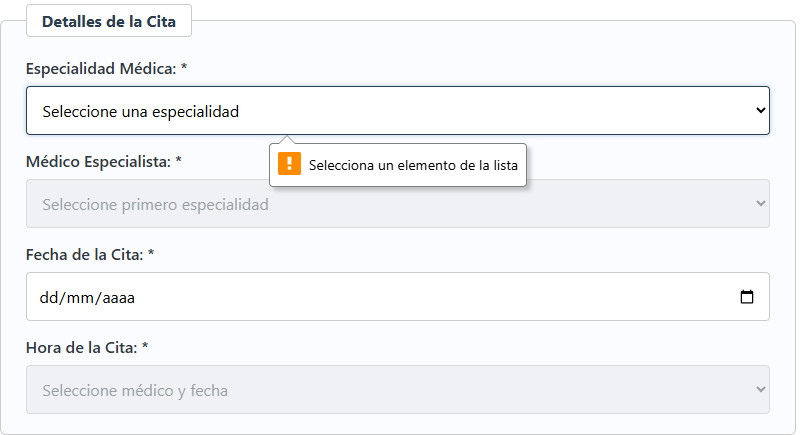 Detalles de la Cita
Especialidad Médica: *
Seleccione una especialidad
Selecciona un elemento de la lista
Médico Especialista: *
Seleccione primero especialidad
Fecha de la Cita: *
dd/mm/aaaa
Hora de la Cita: *
Seleccione médico y fecha